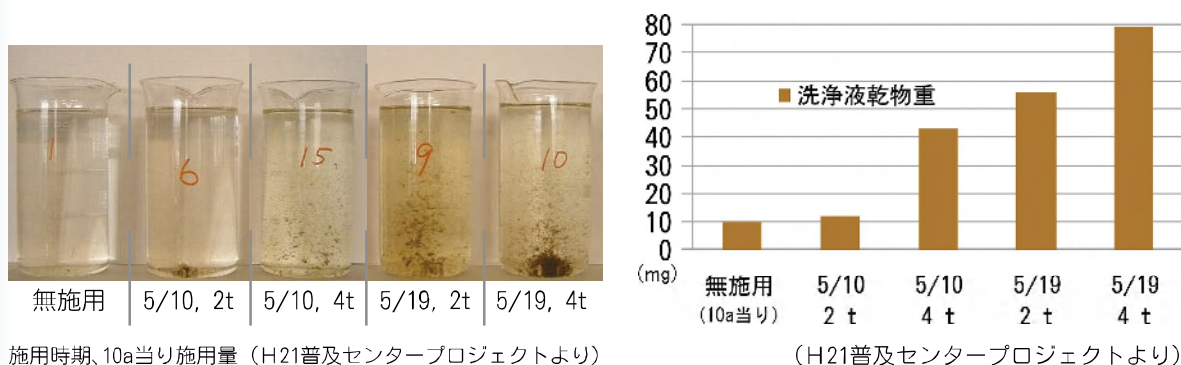 1
6
15
9
10
無施用
5/10, 2t
5/10, 4t
5/19, 2t
5/19, 4t
施用時期、10a当り施用量（H21普及センタープロジェクトより）
80
70
60
50
40
30
20
10
0
(mg)
洗浄液乾物重
無施用
(10a当り)
5/10
2 t
5/10
4 t
5/19
2 t
5/19
4 t
（H21普及センタープロジェクトより）